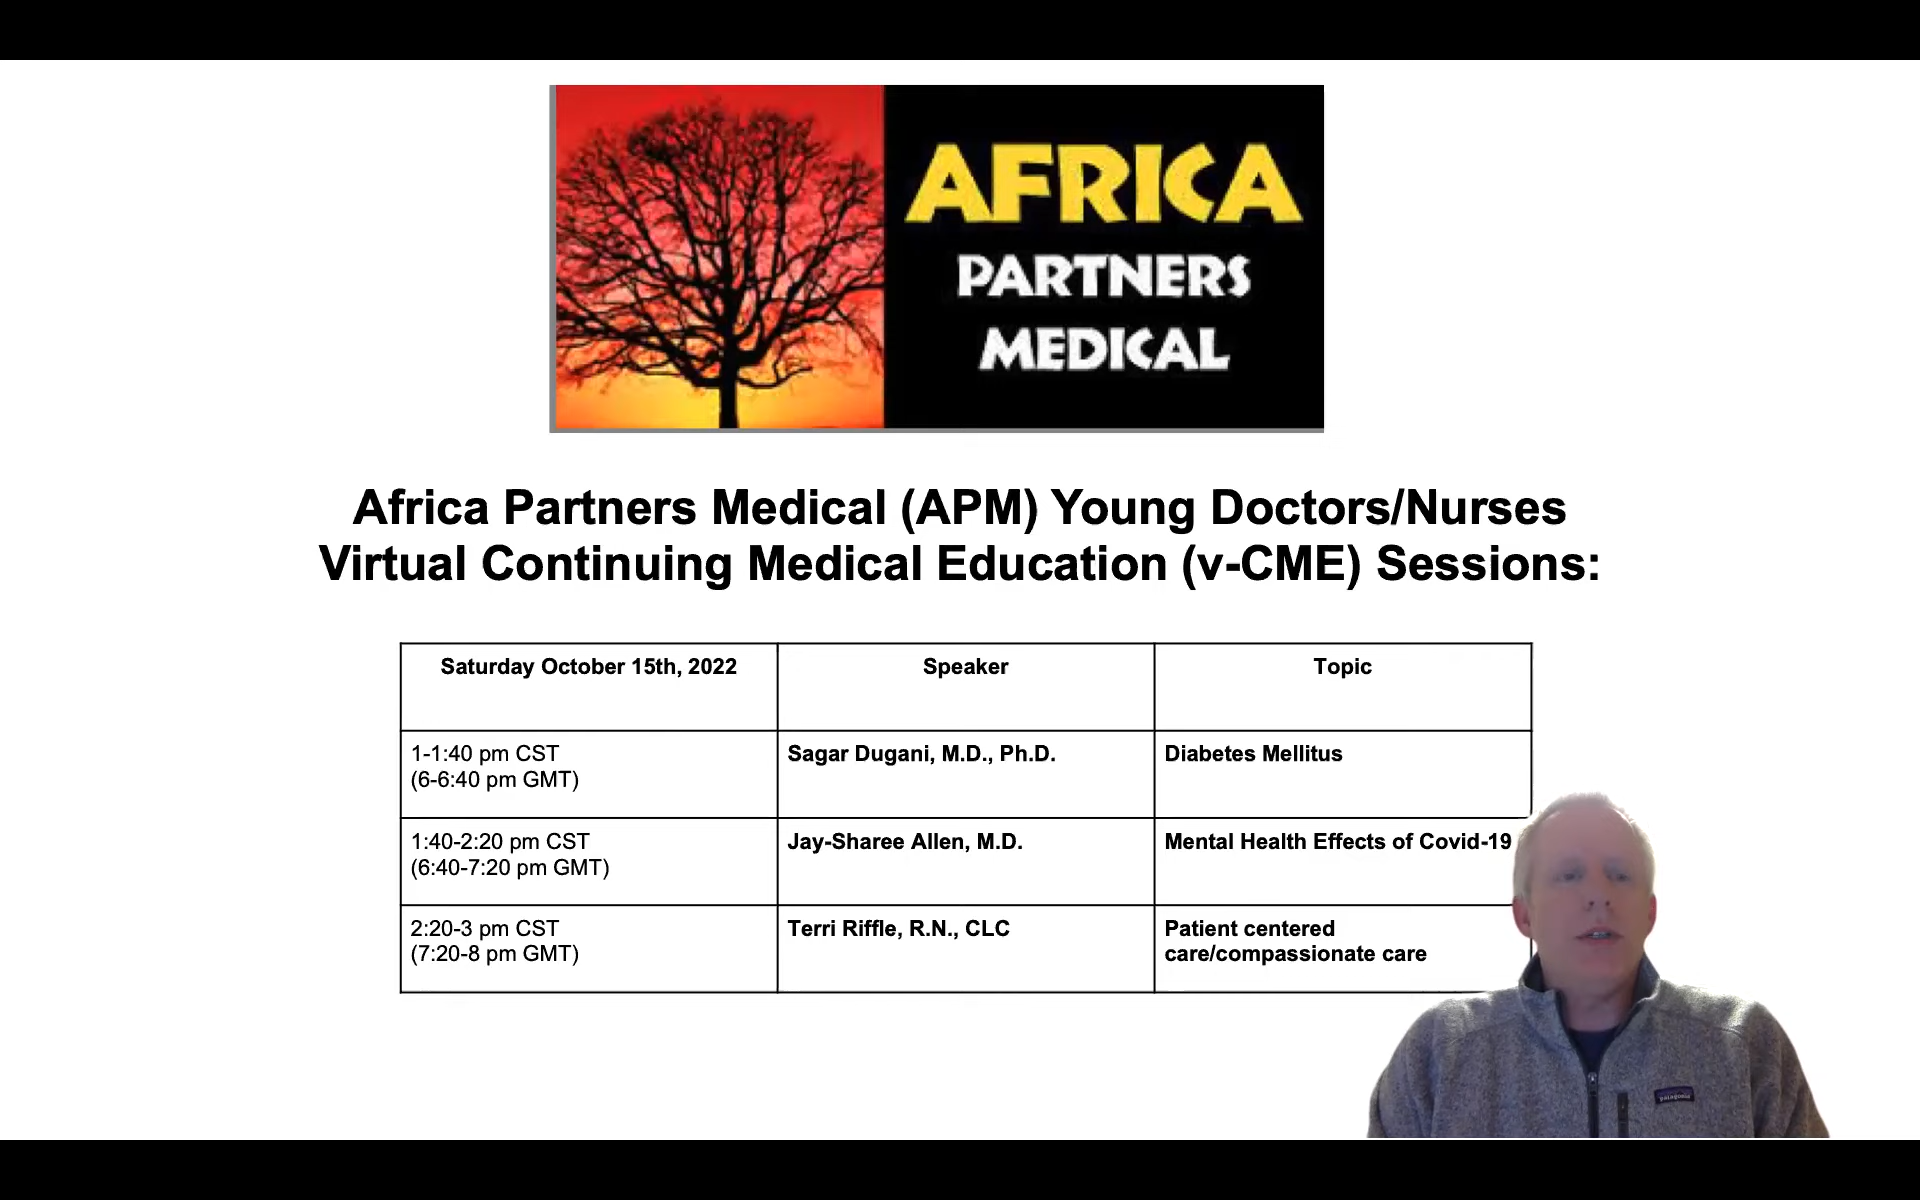 AFRICA
PARTNERS
MEDICAL
Africa Partners Medical (APM) Young Doctors/Nurses
Virtual Continuing Medical Education (v-CME) Sessions:
Saturday October 15th, 2022
Speaker
Topic
1-1:40 pm CST
(6-6:40 pm GMT)
Sagar Dugani, M.D., Ph.D.
Diabetes Mellitus
1:40-2:20 pm CST
(6:40-7:20 pm GMT)
Jay-Sharee Allen, M.D.
Mental Health Effects of Covid-19
2:20-3 pm CST
(7:20-8 pm GMT)
Terri Riffle, R.N., CLC
Patient centered
care/compassionate care
patagonia